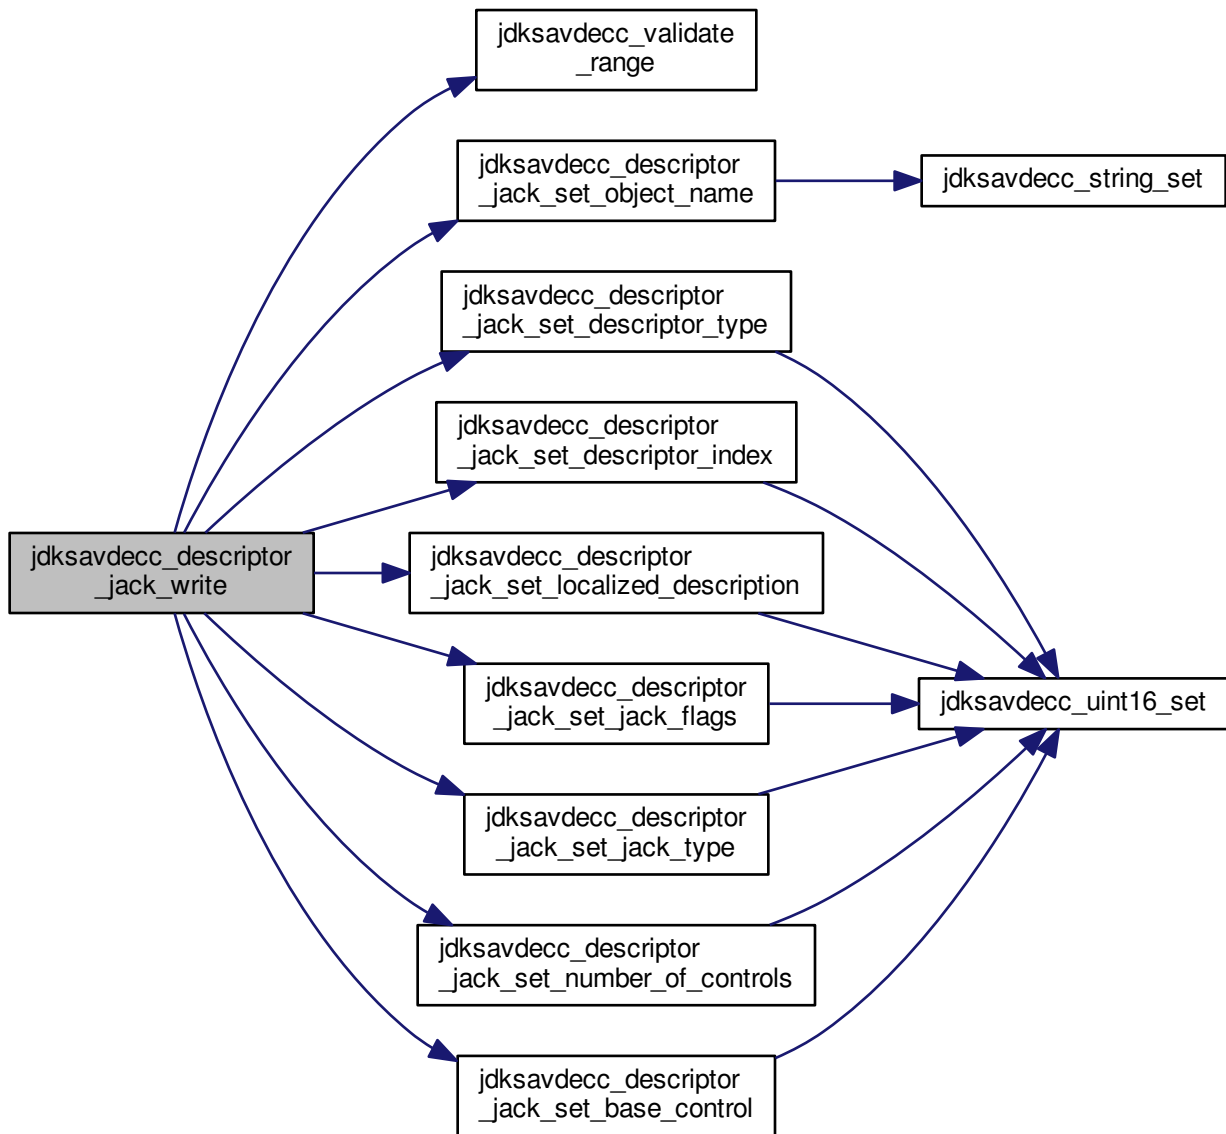 jdksavdecc_validate
_range
jdksavdecc_descriptor
_jack_set_object_name
jdksavdecc_string_set
jdksavdecc_descriptor
_jack_set_descriptor_type
jdksavdecc_descriptor
_jack_set_descriptor_index
jdksavdecc_descriptor
_jack_write
jdksavdecc_descriptor
_jack_set_localized_description
jdksavdecc_descriptor
_jack_set_jack_flags
jdksavdecc_uint16_set
jdksavdecc_descriptor
_jack_set_jack_type
jdksavdecc_descriptor
_jack_set_number_of_controls
jdksavdecc_descriptor
_jack_set_base_control